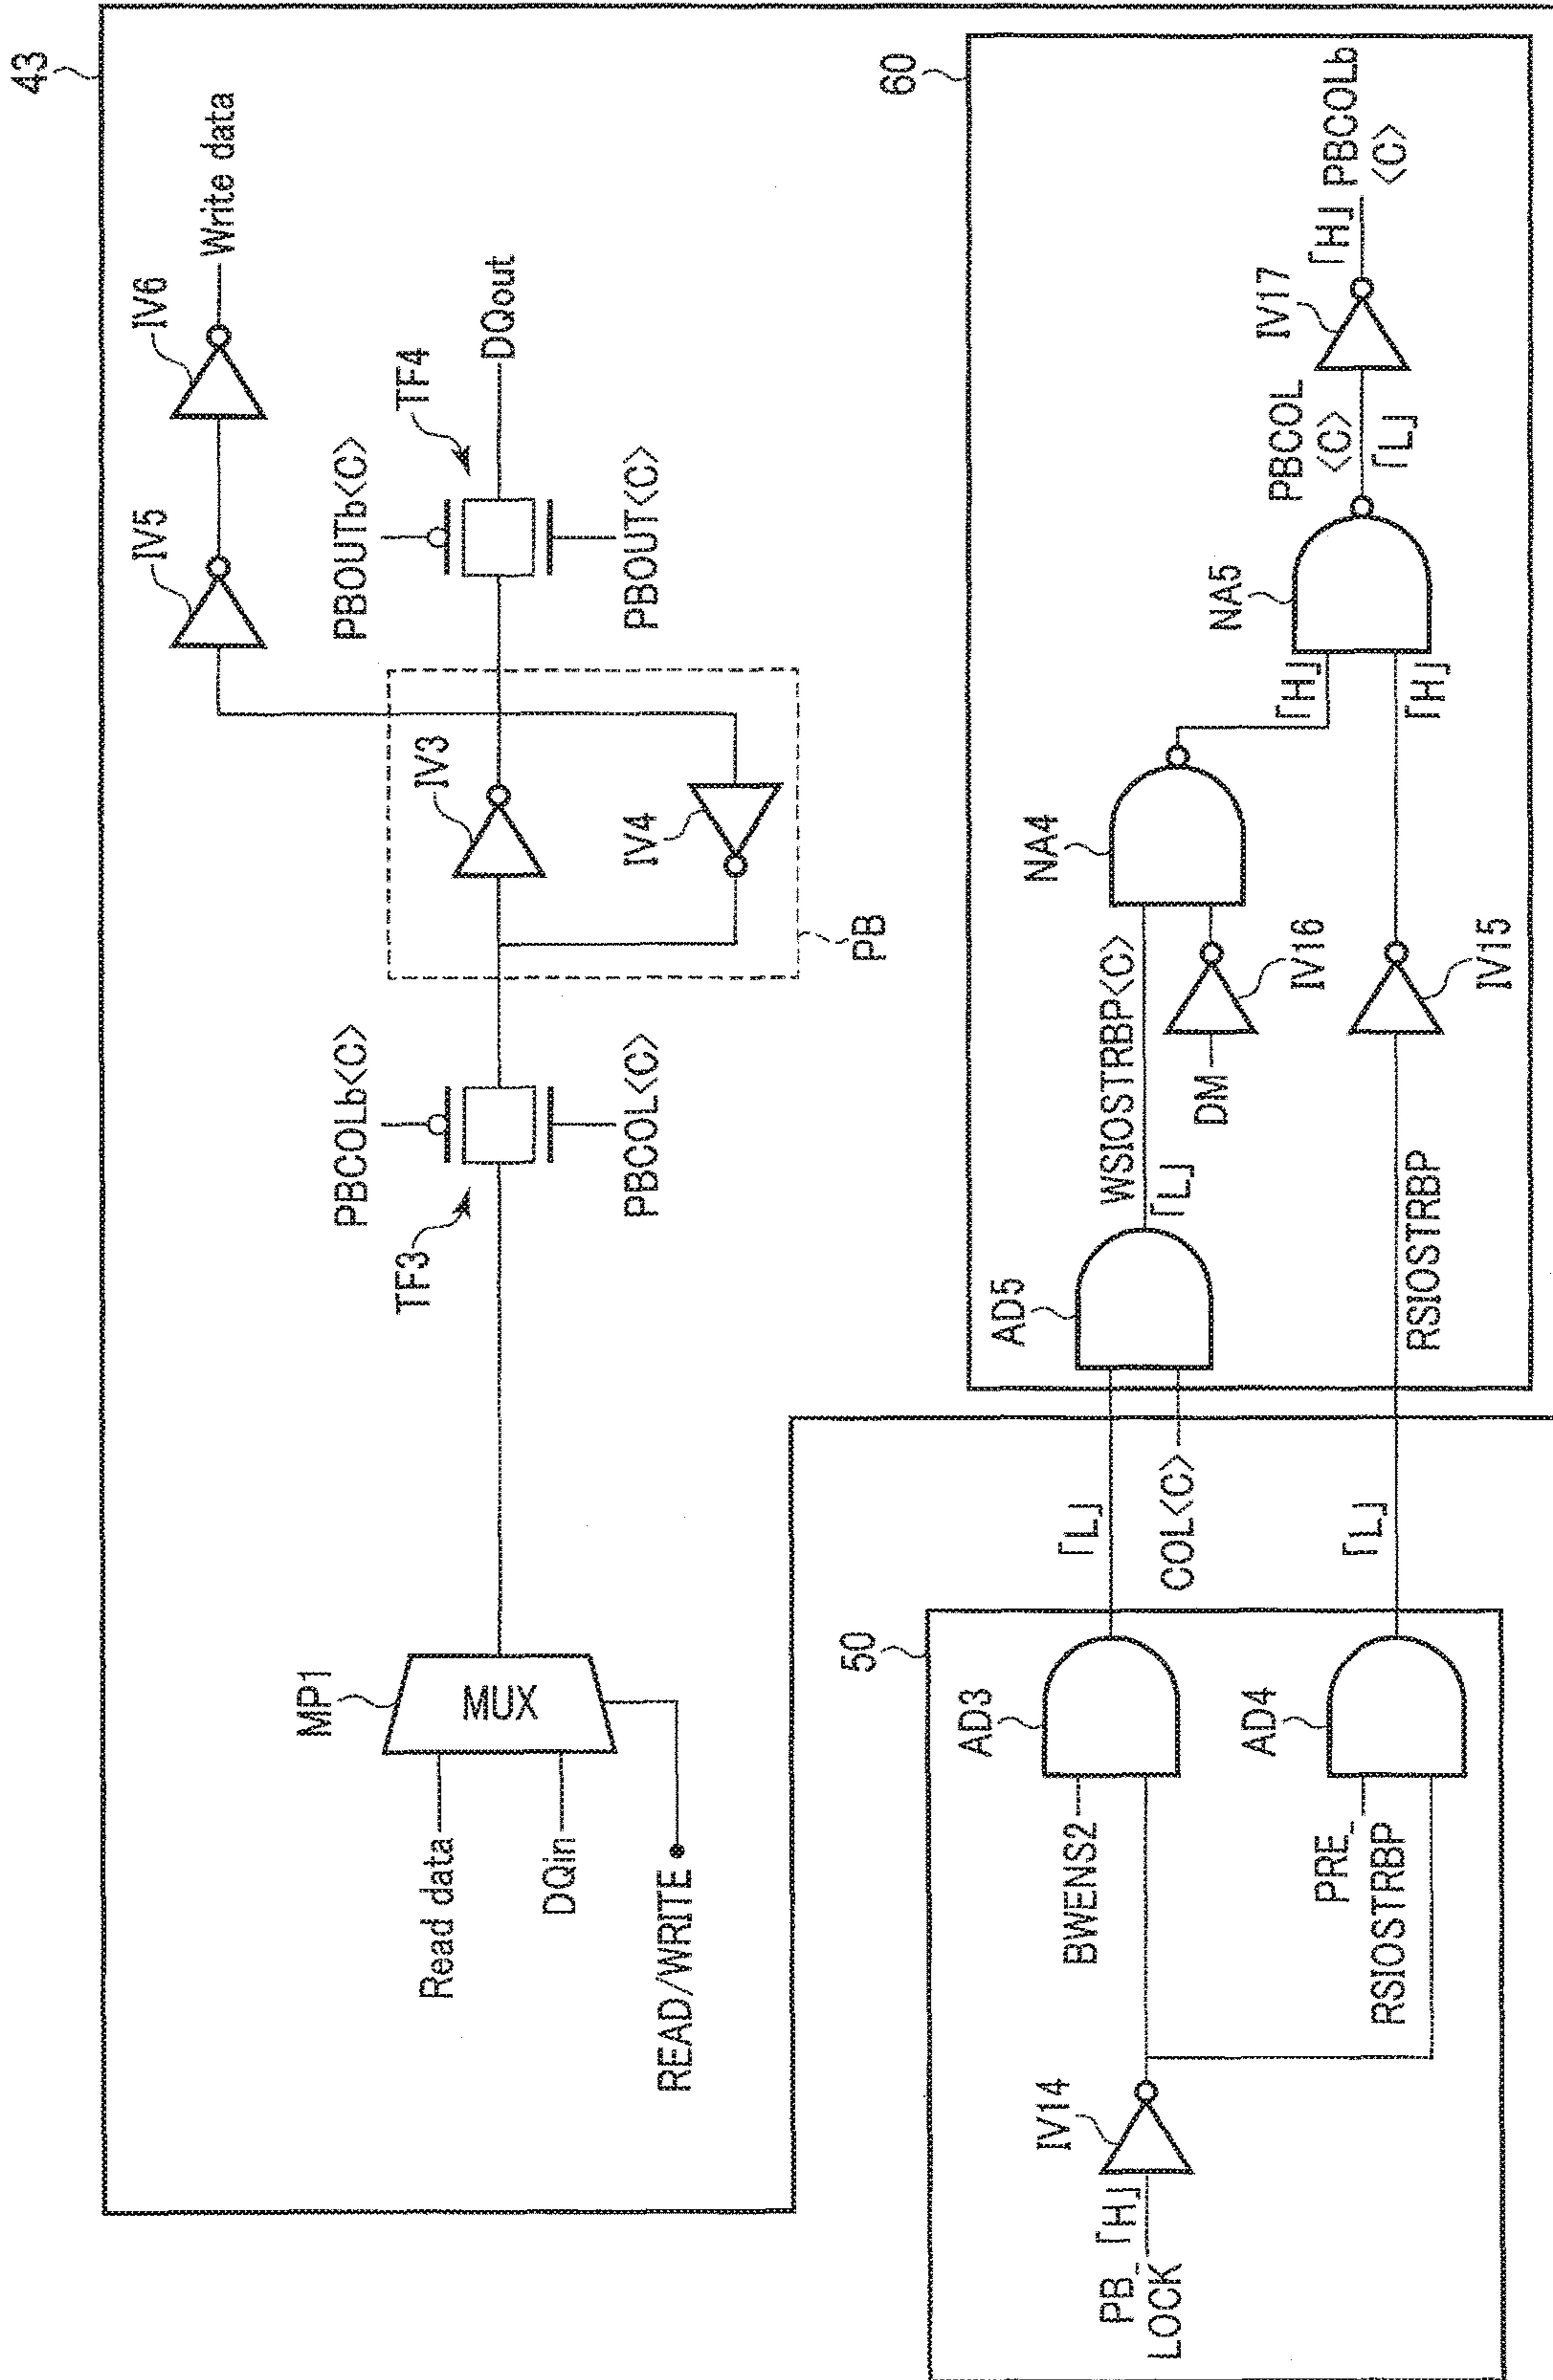 43
MP1
MUX
Read data
DQin
READ/WRITE
PBCOLb<C>
TF3
PBCOL<C>
IV3
IV4
PB
IV5
IV6
Write data
PBOUTb<C>
TF4
PBOUT<C>
DQout
50
PB_
LOCK
「H」
IV14
BWENS2
AD3
PRE_
RSIOSTRBP
AD4
「L」
COL<C>
「L」
60
AD5
WSIOSTRBP<C>
「L」
DM
IV16
NA4
RSIOSTRBP
IV15
「H」
「H」
NA5
PBCOL
<C>
「L」
IV17
「H」
PBCOLb
<C>